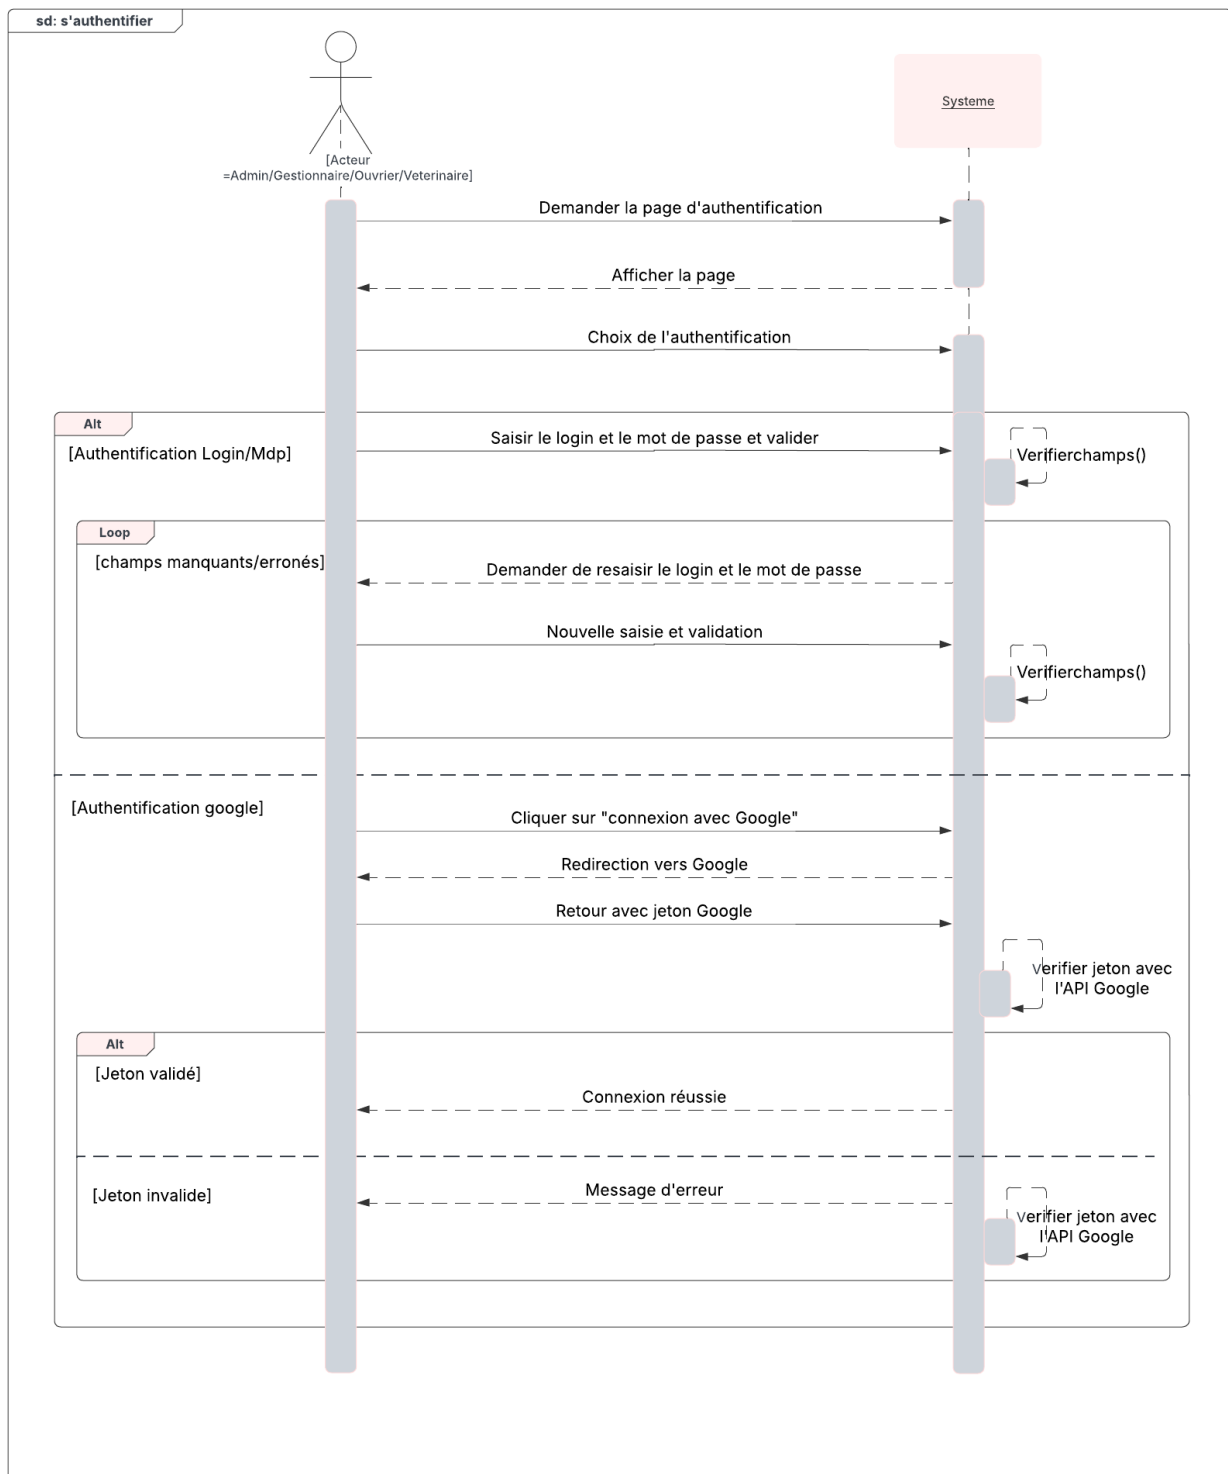 sd: s'authentifier
[Acteur
=Admin/Gestionnaire/Ouvrier/Veterinaire]
Systeme
Demander la page d'authentification
Afficher la page
Choix de l'authentification
Alt
[Authentification Login/Mdp]
Saisir le login et le mot de passe et valider
Verifierchamps()
Loop
[champs manquants/erronés]
Demander de resaisir le login et le mot de passe
Nouvelle saisie et validation
Verifierchamps()
[Authentification google]
Cliquer sur "connexion avec Google"
Redirection vers Google
Retour avec jeton Google
Verifier jeton avec
l'API Google
Alt
[Jeton validé]
Connexion réussie
[Jeton invalide]
Message d'erreur
Verifier jeton avec
l'API Google